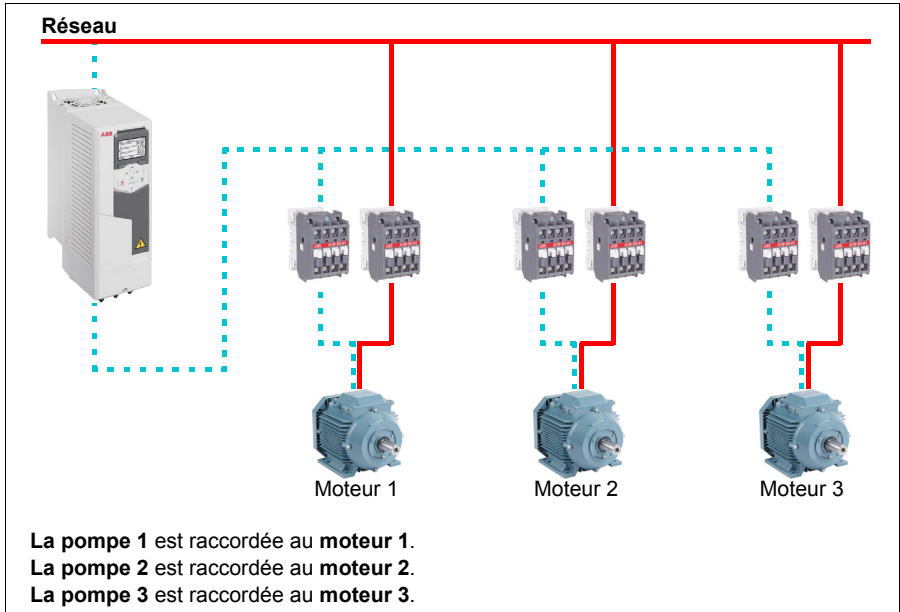 Réseau
ABB
Moteur 1
Moteur 2
Moteur 3
La pompe 1 est raccordée au moteur 1.
La pompe 2 est raccordée au moteur 2.
La pompe 3 est raccordée au moteur 3.